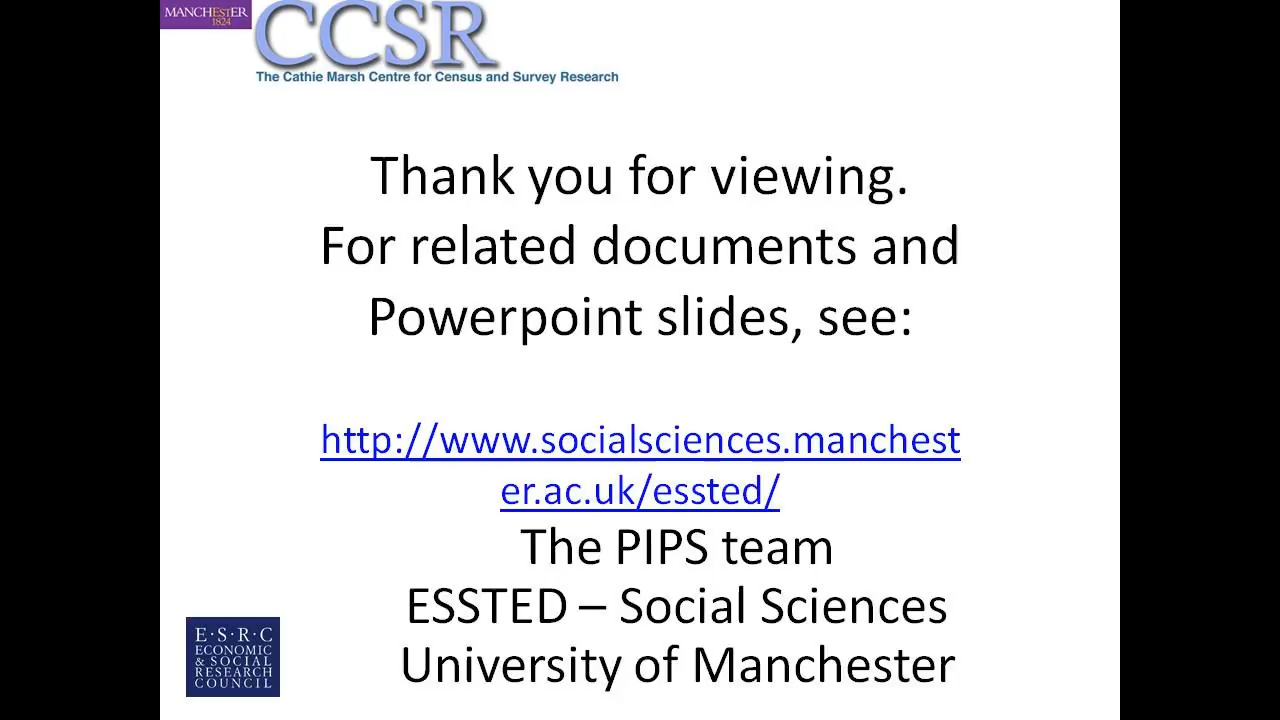 MANCHESTER
1824
CCSR
The Cathie Marsh Centre for Census and Survey Research
Thank you for viewing.
For related documents and
Powerpoint slides, see:
http://www.socialsciences.manchest
er.ac.uk/essted/
The PIPS team
ESSTED – Social Sciences
University of Manchester
E·S·R·C
ECONOMIC
& SOCIAL
RESEARCH
COUNCIL